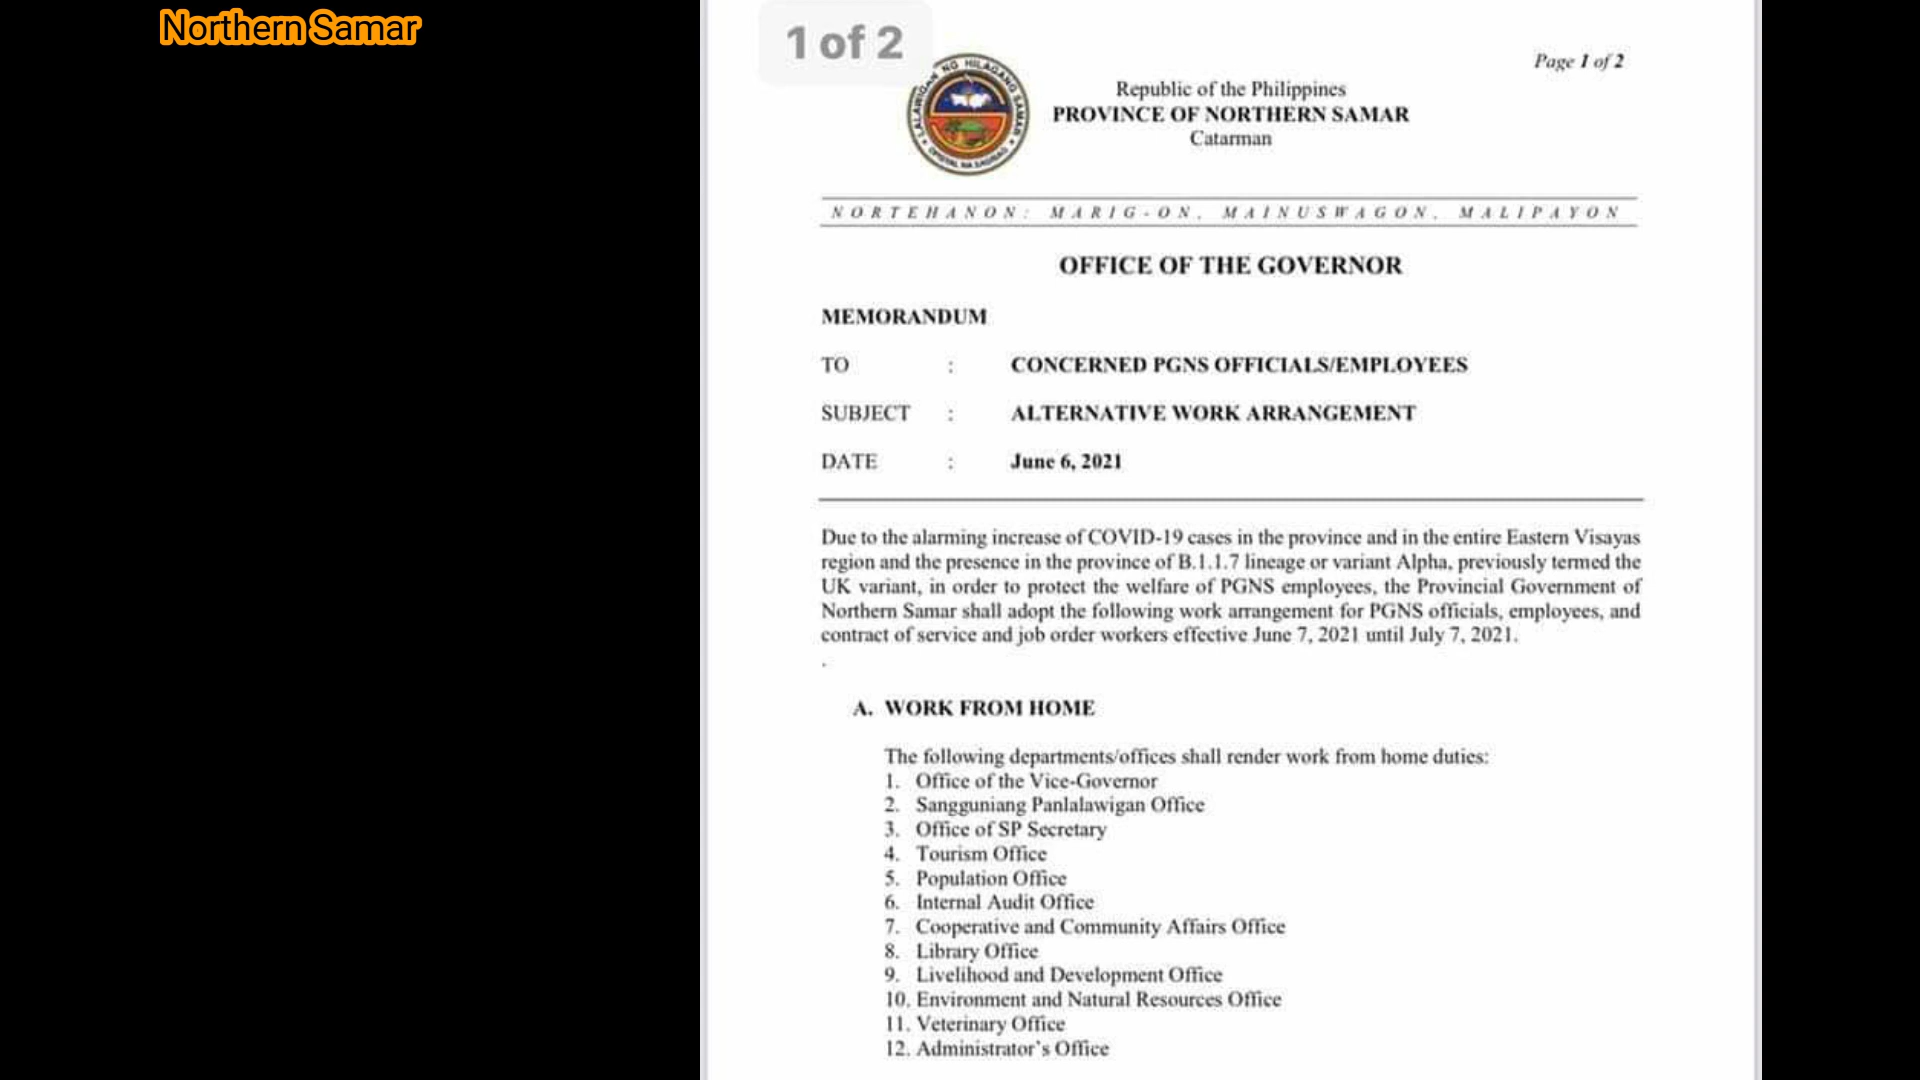 Northern Samar
1 of 2
Page 1 of 2
LALAWIGAN NG HILAGANG SAMAR
OPISYAL NA SAGISAG
Republic of the Philippines
PROVINCE OF NORTHERN SAMAR
Catarman
NORTEHANON: MARIG-ON, MAINUSWAGON, MALIPAYON
OFFICE OF THE GOVERNOR
MEMORANDUM
TO : CONCERNED PGNS OFFICIALS/EMPLOYEES
SUBJECT : ALTERNATIVE WORK ARRANGEMENT
DATE : June 6, 2021
Due to the alarming increase of COVID-19 cases in the province and in the entire Eastern Visayas
region and the presence in the province of B.1.1.7 lineage or variant Alpha, previously termed the
UK variant, in order to protect the welfare of PGNS employees, the Provincial Government of
Northern Samar shall adopt the following work arrangement for PGNS officials, employees, and
contract of service and job order workers effective June 7, 2021 until July 7, 2021.
.
A. WORK FROM HOME
The following departments/offices shall render work from home duties:
1. Office of the Vice-Governor
2. Sangguniang Panlalawigan Office
3. Office of SP Secretary
4. Tourism Office
5. Population Office
6. Internal Audit Office
7. Cooperative and Community Affairs Office
8. Library Office
9. Livelihood and Development Office
10. Environment and Natural Resources Office
11. Veterinary Office
12. Administrator's Office